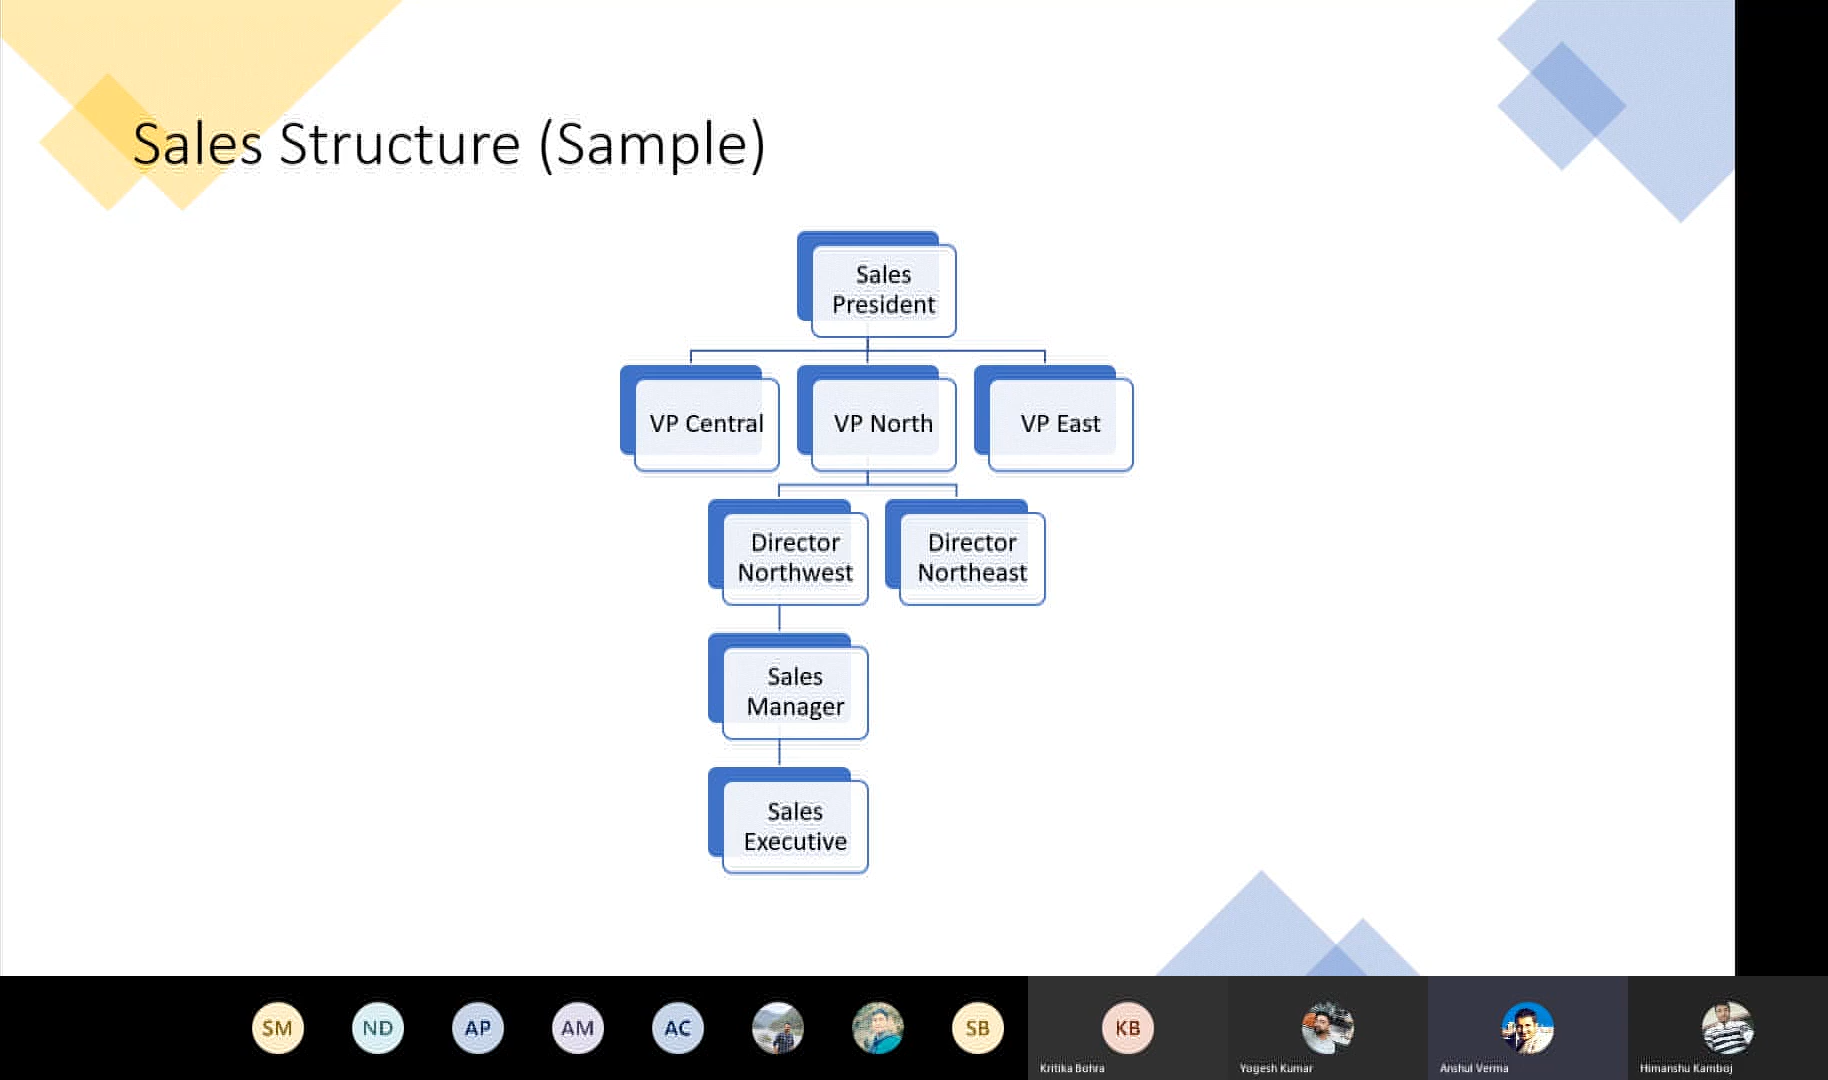 Sales Structure (Sample)
Sales
President
VP Central
VP North
VP East
Director
Northwest
Director
Northeast
Sales
Manager
Sales
Executive
SM
ND
AP
AM
AC
SB
KB
Kritika Bohra
Yogesh Kumar
Anshul Verma
Himanshu Kamboj